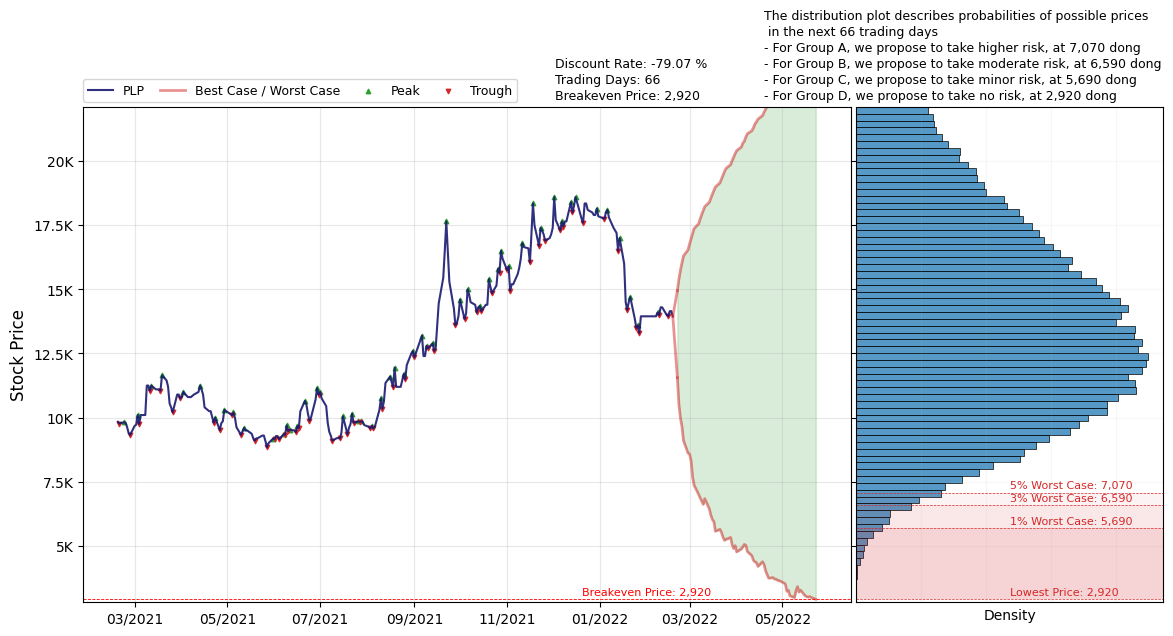 The distribution plot describes probabilities of possible prices
in the next 66 trading days
- For Group A, we propose to take higher risk, at 7,070 dong
- For Group B, we propose to take moderate risk, at 6,590 dong
- For Group C, we propose to take minor risk, at 5,690 dong
- For Group D, we propose to take no risk, at 2,920 dong
Discount Rate: -79.07 %
Trading Days: 66
Breakeven Price: 2,920
PLP Best Case / Worst Case Peak Trough
Stock Price
20K
17.5K
15K
12.5K
10K
7.5K
5K
Breakeven Price: 2,920
03/2021 05/2021 07/2021 09/2021 11/2021 01/2022 03/2022 05/2022
5% Worst Case: 7,070
3% Worst Case: 6,590
1% Worst Case: 5,690
Lowest Price: 2,920
Density